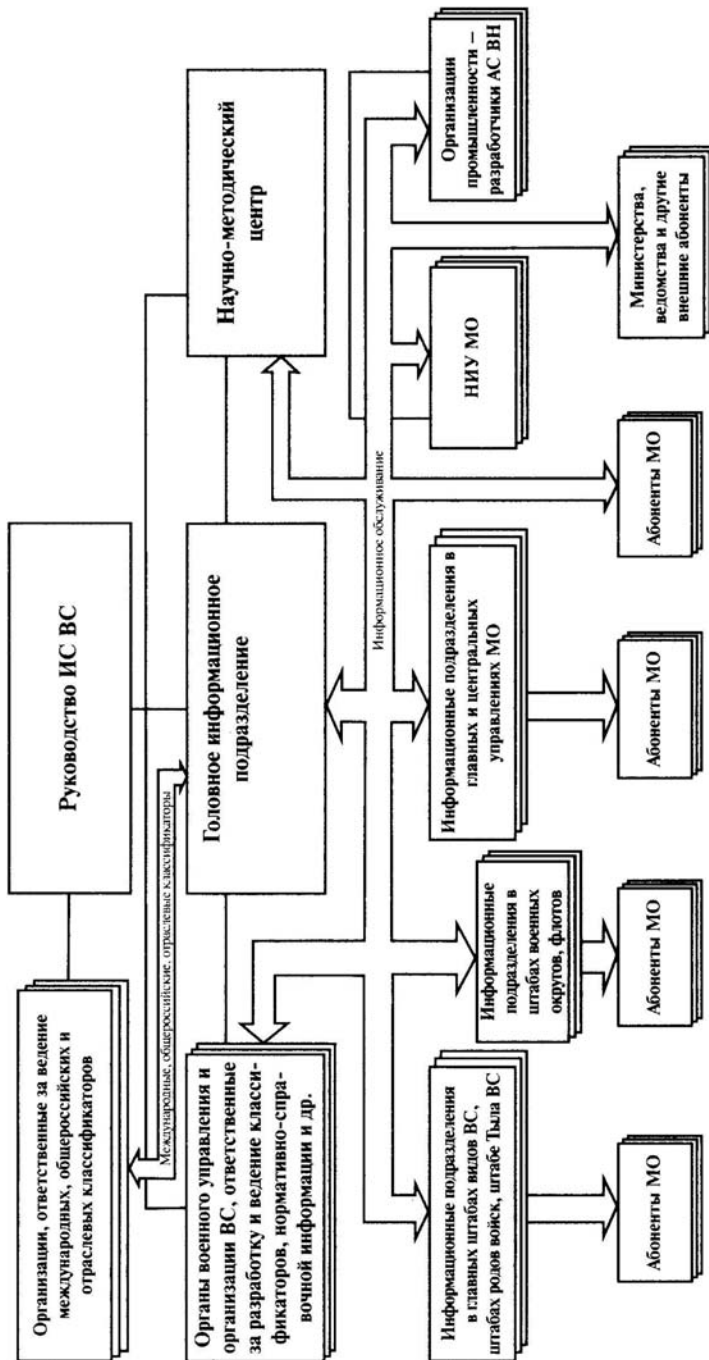 Руководство ИС ВС
Организации, ответственные за ведение
международных, общероссийских и
отраслевых классификаторов
Международные, общероссийские, отраслевые классификаторы
Органы военного управления и
организации ВС, ответственные
за разработку и ведение класси-
фикаторов, нормативно-спра-
вочной информации и др.
Головное информационное
подразделение
Научно-методический
центр
Информационное обслуживание
Информационные подразделения
в главных штабах видов ВС,
штабах родов войск, штабе Тыла ВС
Информационные
подразделения в
штабах военных
округов, флотов
Информационные подразделения в
главных и центральных
управлениях МО
НИУ МО
Организации
промышленности –
разработчики АС ВН
Абоненты МО
Абоненты МО
Абоненты МО
Абоненты МО
Министерства,
ведомства и другие
внешние абоненты